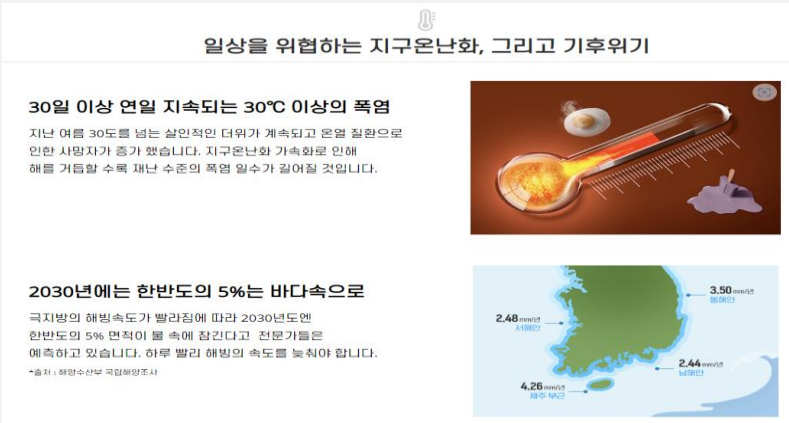 일상을 위협하는 지구온난화, 그리고 기후위기
30일 이상 연일 지속되는 30℃ 이상의 폭염
지난 여름 30도를 넘는 살인적인 더위가 계속되고 온열 질환으로
인한 사망자가 증가 했습니다. 지구온난화 가속화로 인해
해를 거듭할 수록 재난 수준의 폭염 일수가 길어질 것입니다.
2030년에는 한반도의 5%는 바다속으로
극지방의 해빙속도가 빨라짐에 따라 2030년도엔
한반도의 5% 면적이 물 속에 잠긴다고 전문가들은
예측하고 있습니다. 하루 빨리 해빙의 속도를 늦춰야 합니다.
*출처 : 해양수산부 국립해양조사
3.50 mm/년
동해안
2.48 mm/년
서해안
2.44 mm/년
남해안
4.26 mm/년
제주 부근